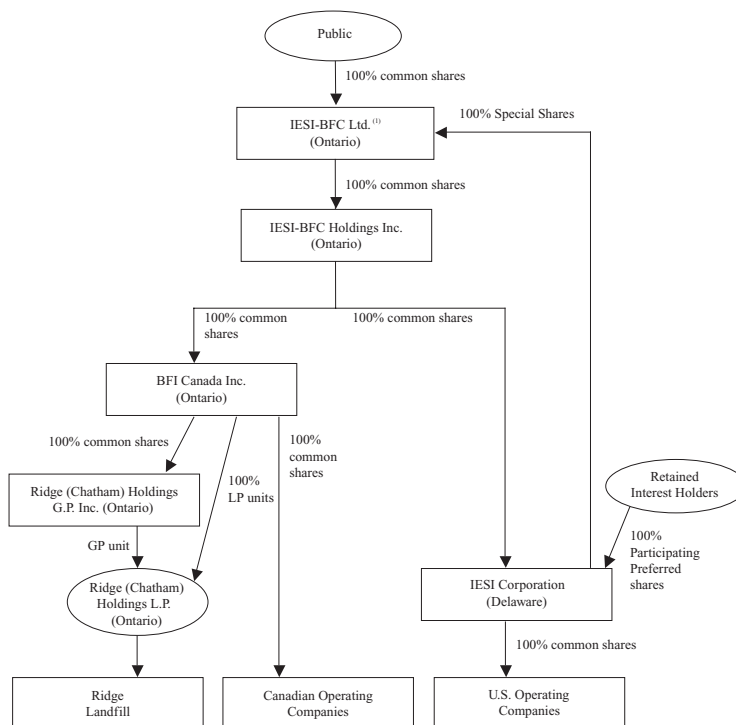 Public
100% common shares
IESI-BFC Ltd. (1)
(Ontario)
100% Special Shares
100% common shares
IESI-BFC Holdings Inc.
(Ontario)
100% common
shares
100% common shares
BFI Canada Inc.
(Ontario)
100% common shares
100%
LP units
100%
common
shares
Ridge (Chatham) Holdings
G.P. Inc. (Ontario)
Retained
Interest Holders
GP unit
100%
Participating
Preferred
shares
Ridge (Chatham)
Holdings L.P.
(Ontario)
IESI Corporation
(Delaware)
100% common shares
Ridge
Landfill
Canadian Operating
Companies
U.S. Operating
Companies